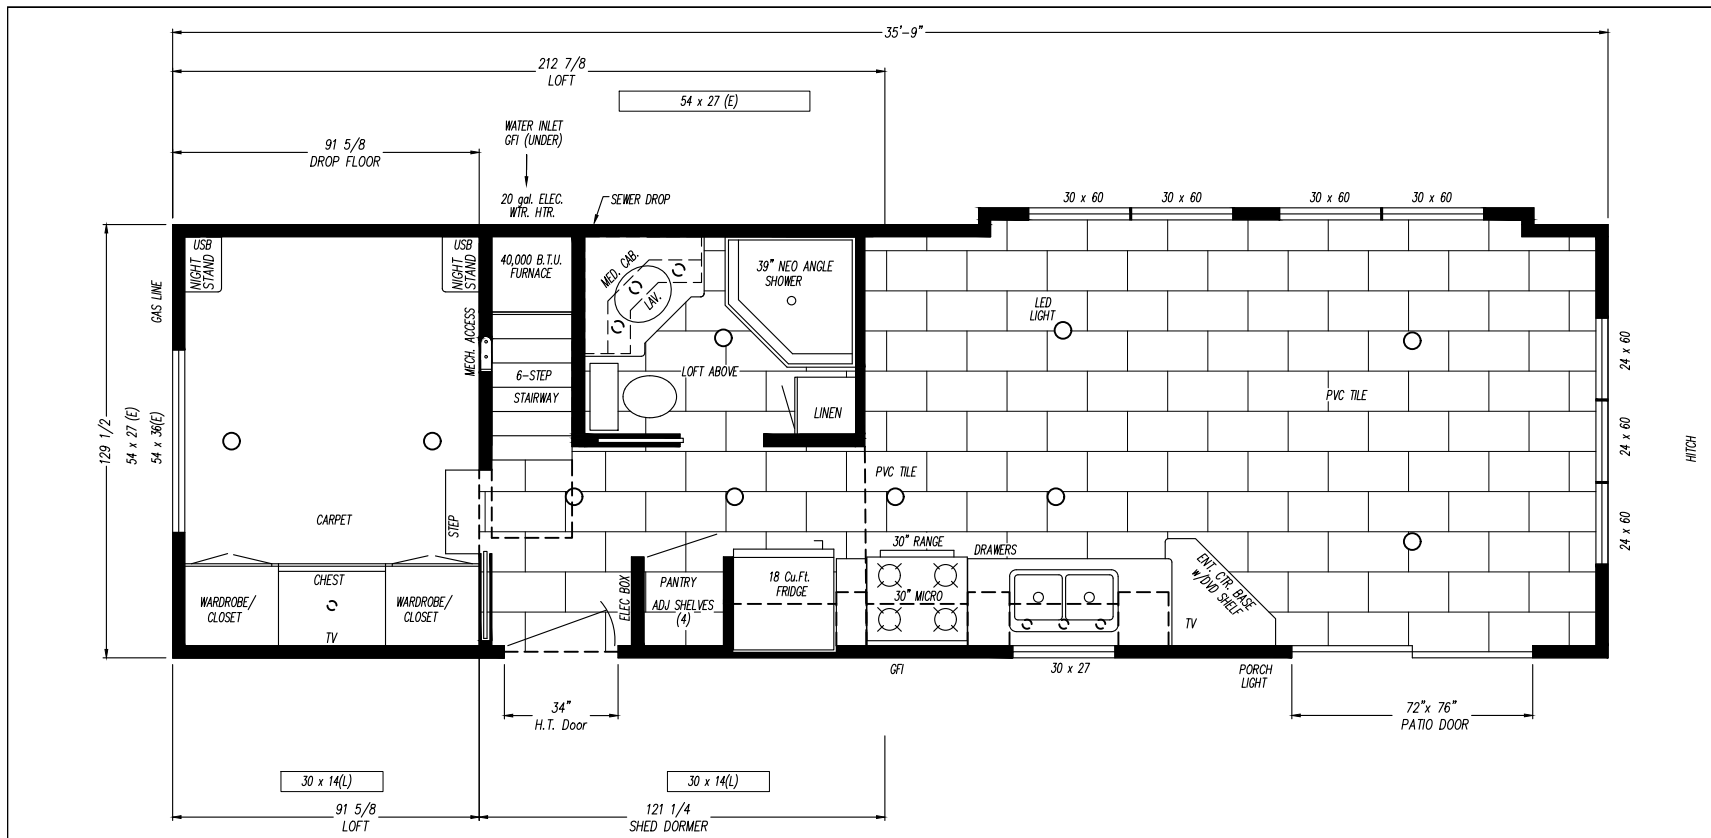 35'-9"
212 7/8
LOFT
54 x 27 (E)
WATER INLET
GFI (UNDER)
91 5/8
DROP FLOOR
20 gal. ELEC.
WTR. HTR.
SEWER DROP
30 x 60
30 x 60
30 x 60
30 x 60
USB
NIGHT
STAND
USB
NIGHT
STAND
40,000 B.T.U.
FURNACE
MED. CAB.
LAV.
39" NEO ANGLE
SHOWER
GAS LINE
MECH. ACCESS
LED
LIGHT
24 x 60
6-STEP
STAIRWAY
LOFT ABOVE
LINEN
PVC TILE
129 1/2
54 x 27 (E)
54 x 36(E)
24 x 60
HITCH
PVC TILE
CARPET
STEP
24 x 60
30" RANGE
DRAWERS
CHEST
WARDROBE/
CLOSET
WARDROBE/
CLOSET
TV
ELEC BOX
PANTRY
ADJ SHELVES
(4)
18 Cu.Ft.
FRIDGE
30" MICRO
ENT. CTR. BASE
W/DVD SHELF
TV
GFI
30 x 27
PORCH
LIGHT
34"
H.T. Door
72"x 76"
PATIO DOOR
30 x 14(L)
30 x 14(L)
91 5/8
LOFT
121 1/4
SHED DORMER